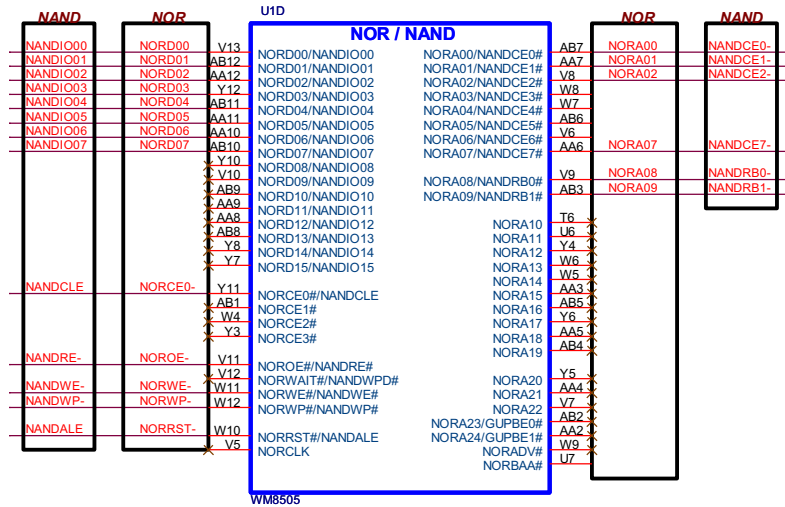 NAND NOR U1D NOR NAND
NOR / NAND
NANDIO00 NORD00 V13 NORD00/NANDIO00 NORA00/NANDCE0# AB7 NORA00 NANDCE0-
NANDIO01 NORD01 AB12 NORD01/NANDIO01 NORA01/NANDCE1# AA7 NORA01 NANDCE1-
NANDIO02 NORD02 AA12 NORD02/NANDIO02 NORA02/NANDCE2# V8 NORA02 NANDCE2-
NANDIO03 NORD03 Y12 NORD03/NANDIO03 NORA03/NANDCE3# W8
NANDIO04 NORD04 AB11 NORD04/NANDIO04 NORA04/NANDCE4# W7
NANDIO05 NORD05 AA11 NORD05/NANDIO05 NORA05/NANDCE5# AB6
NANDIO06 NORD06 AA10 NORD06/NANDIO06 NORA06/NANDCE6# V6
NANDIO07 NORD07 AB10 NORD07/NANDIO07 NORA07/NANDCE7# AA6 NORA07 NANDCE7-
Y10 NORD08/NANDIO08
V10 NORD09/NANDIO09 NORA08/NANDRB0# V9 NORA08 NANDRB0-
AB9 NORD10/NANDIO10 NORA09/NANDRB1# AB3 NORA09 NANDRB1-
AA9 NORD11/NANDIO11
AA8 NORD12/NANDIO12 NORA10 T6
AB8 NORD13/NANDIO13 NORA11 U6
Y8 NORD14/NANDIO14 NORA12 Y4
Y7 NORD15/NANDIO15 NORA13 W6
NORA14 W5
NANDCLE NORCE0- Y11 NORCE0#/NANDCLE NORA15 AA3
AB1 NORCE1# NORA16 AB5
W4 NORCE2# NORA17 Y6
Y3 NORCE3# NORA18 AA5
NORA19 AB4
NANDRE- NOROE- V11 NOROE#/NANDRE#
V12 NORWAIT#/NANDWPD# NORA20 Y5
NANDWE- NORWE- W11 NORWE#/NANDWE# NORA21 AA4
NANDWP- NORWP- W12 NORWP#/NANDWP# NORA22 V7
NORA23/GUPBE0# AB2
NANDALE NORRST- W10 NORRST#/NANDALE NORA24/GUPBE1# AA2
V5 NORCLK NORADV# W9
NORBAA# U7
WM8505